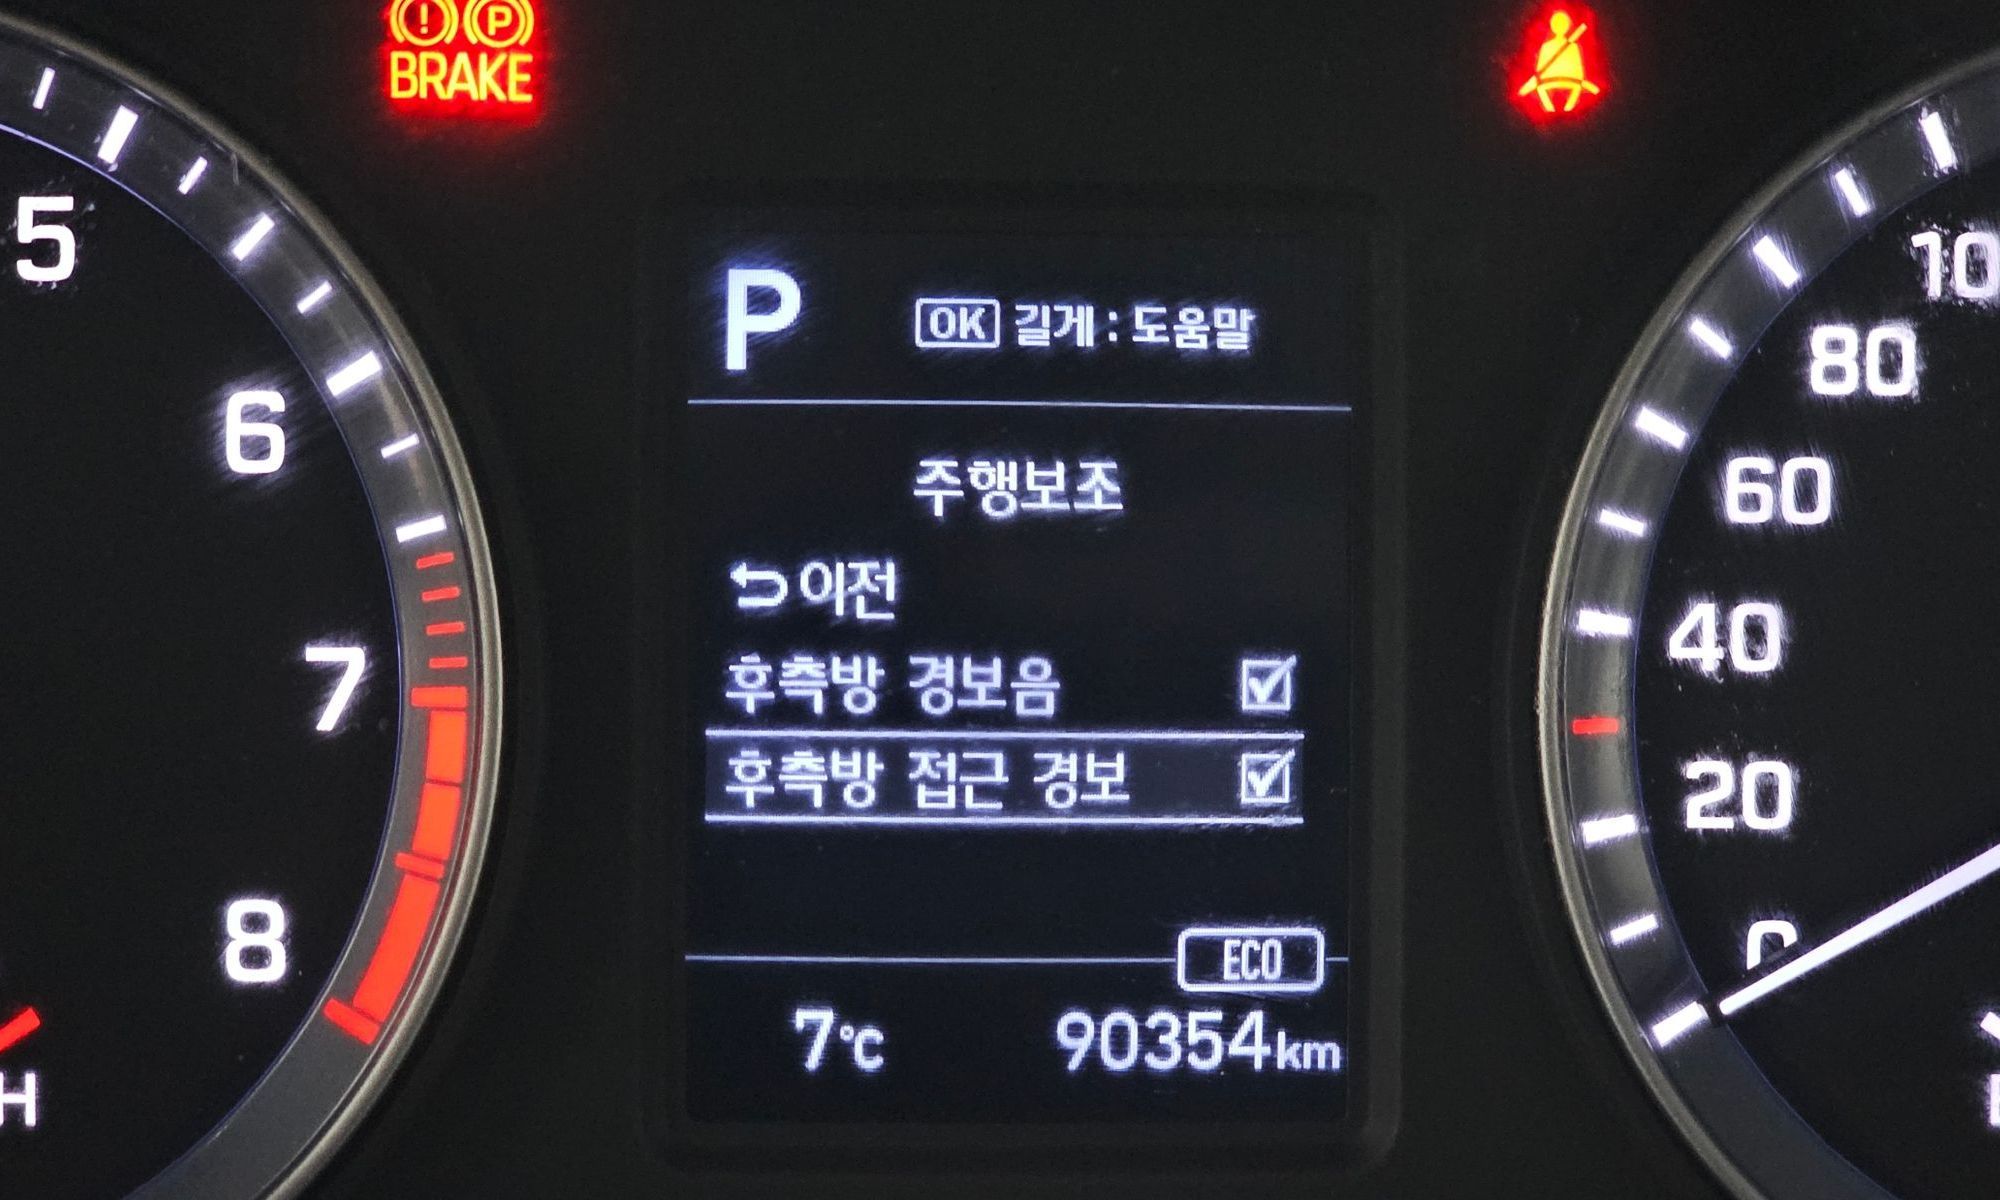 BRAKE
P
OK 길게 : 도움말
주행보조
이전
후측방 경보음
후측방 접근 경보
ECO
7℃
90354km
5
6
7
8
H
80
60
40
20
0